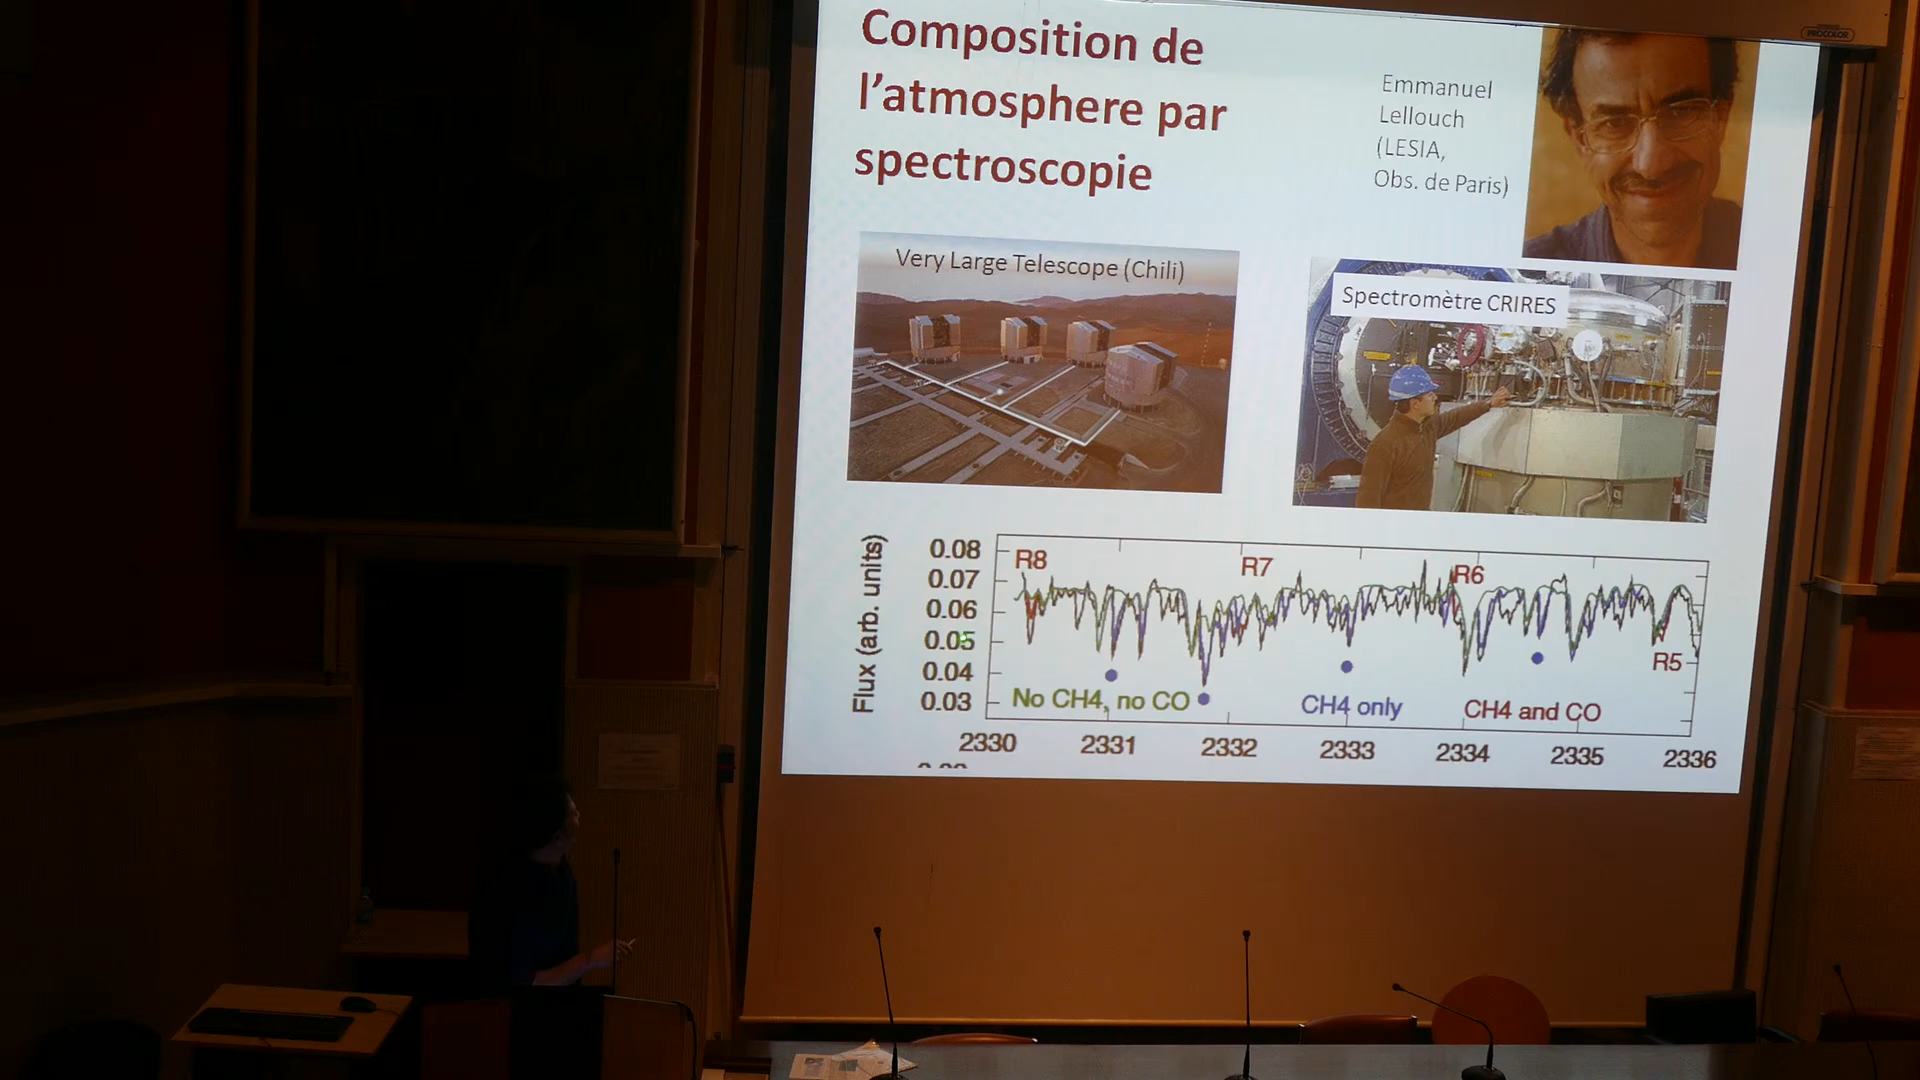 PROCOLOR
Composition de
l’atmosphere par
spectroscopie
Emmanuel
Lellouch
(LESIA,
Obs. de Paris)
Very Large Telescope (Chili)
Spectromètre CRIRES
Flux (arb. units)
0.08
0.07
0.06
0.05
0.04
0.03
R8
R7
R6
R5
No CH4, no CO
CH4 only
CH4 and CO
2330
2331
2332
2333
2334
2335
2336